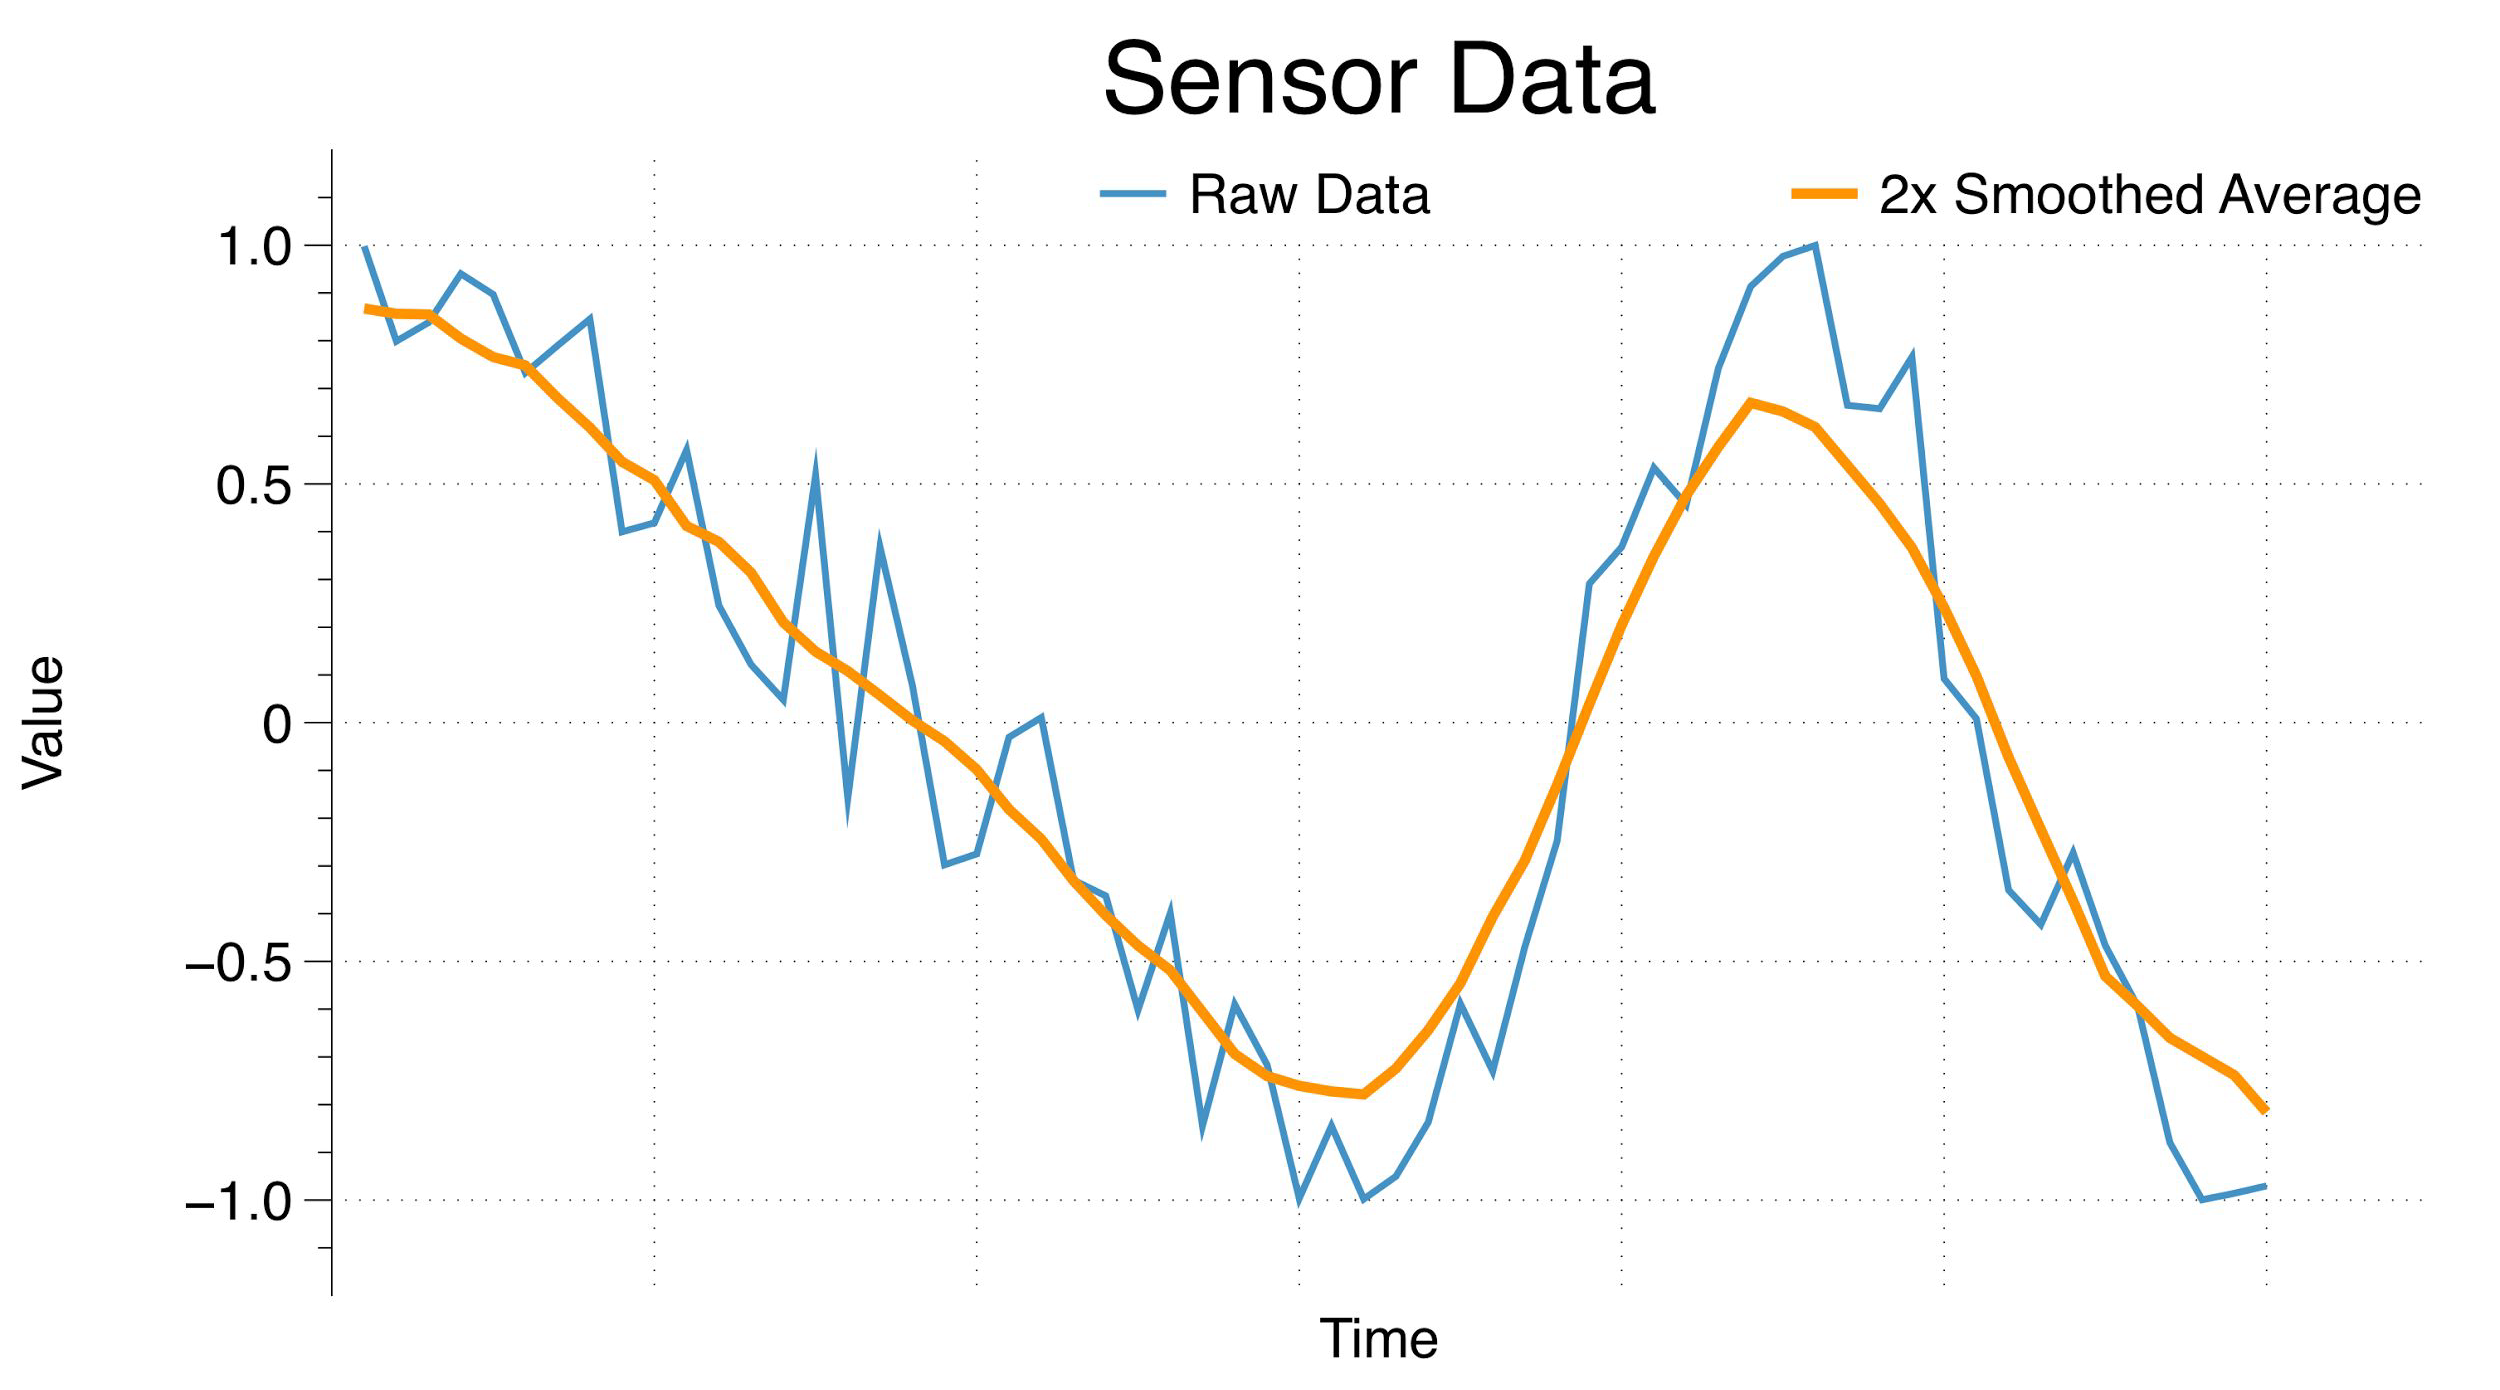 Sensor Data
Raw Data
2x Smoothed Average
1.0
0.5
0
−0.5
−1.0
Value
Time